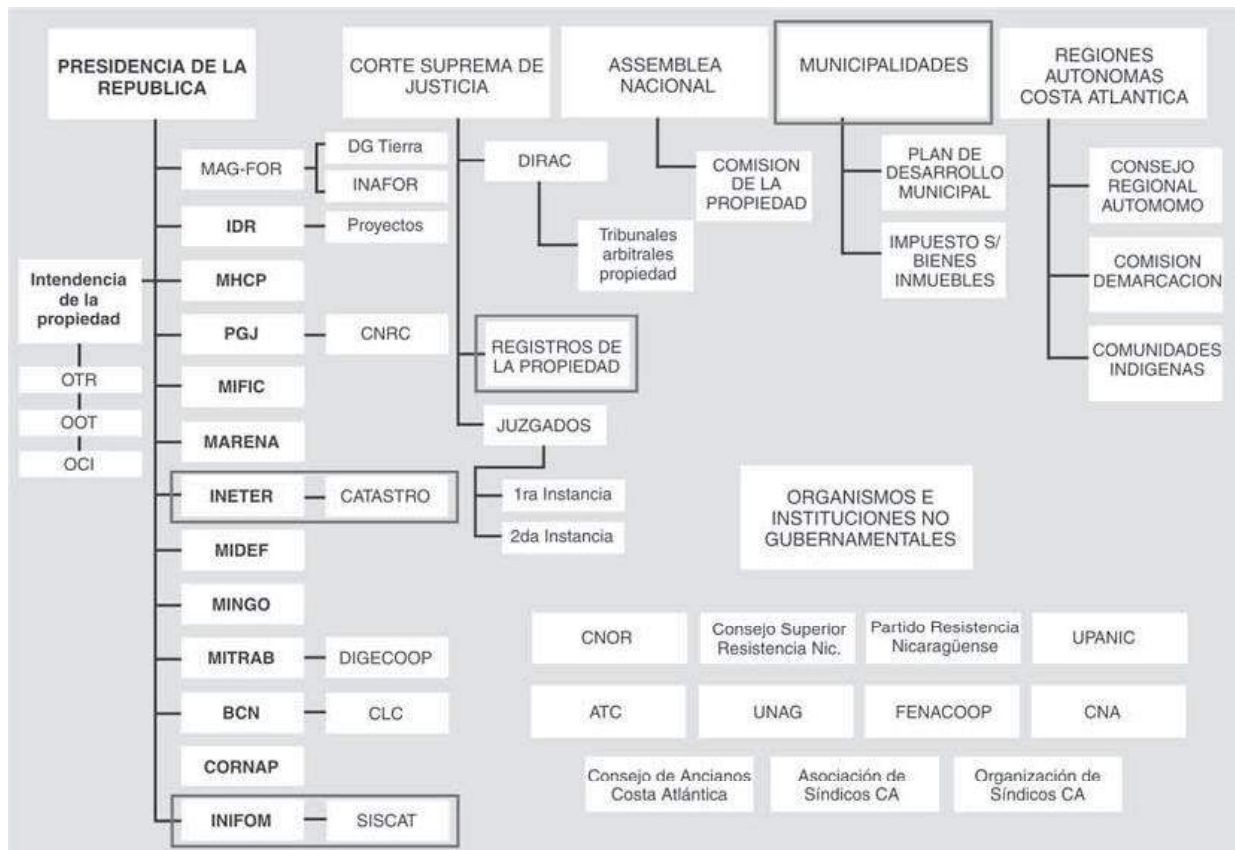 PRESIDENCIA DE LA
REPUBLICA
MAG-FOR
DG Tierra
INAFOR
IDR
Proyectos
Intendencia
de la
propiedad
OTR
OOT
OCI
MHCP
PGJ
CNRC
MIFIC
MARENA
INETER
CATASTRO
MIDEF
MINGO
MITRAB
DIGECOOP
BCN
CLC
CORNAP
INIFOM
SISCAT
CORTE SUPREMA DE
JUSTICIA
DIRAC
Tribunales
arbitrales
propiedad
REGISTROS DE
LA PROPIEDAD
JUZGADOS
1ra Instancia
2da Instancia
ASSEMBLEA
NACIONAL
COMISION
DE LA
PROPIEDAD
MUNICIPALIDADES
PLAN DE
DESARROLLO
MUNICIPAL
IMPUESTO S/
BIENES
INMUEBLES
REGIONES
AUTONOMAS
COSTA ATLANTICA
CONSEJO
REGIONAL
AUTOMOMO
COMISION
DEMARCACION
COMUNIDADES
INDIGENAS
ORGANISMOS E
INSTITUCIONES NO
GUBERNAMENTALES
CNOR
Consejo Superior
Resistencia Nic.
Partido Resistencia
Nicaragüense
UPANIC
ATC
UNAG
FENACOOP
CNA
Consejo de Ancianos
Costa Atlántica
Asociación de
Síndicos CA
Organización de
Síndicos CA